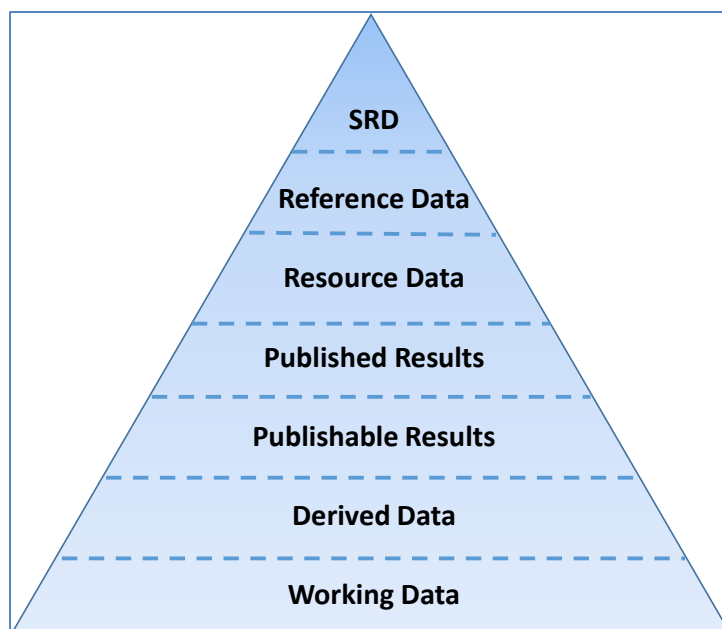 SRD
Reference Data
Resource Data
Published Results
Publishable Results
Derived Data
Working Data